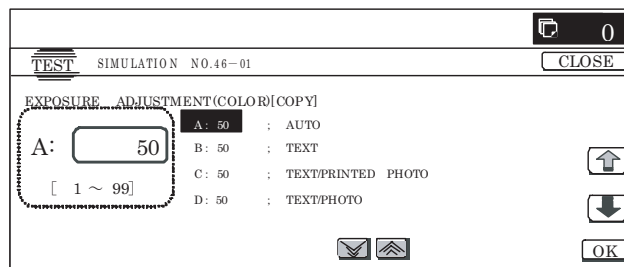 0
TEST SIMULATION NO.46-01 CLOSE
EXPOSURE ADJUSTMENT(COLOR)[COPY]
A: 50
[ 1～ 99]
A: 50 ; AUTO
B: 50 ; TEXT
C: 50 ; TEXT/PRINTED PHOTO
D: 50 ; TEXT/PHOTO
OK